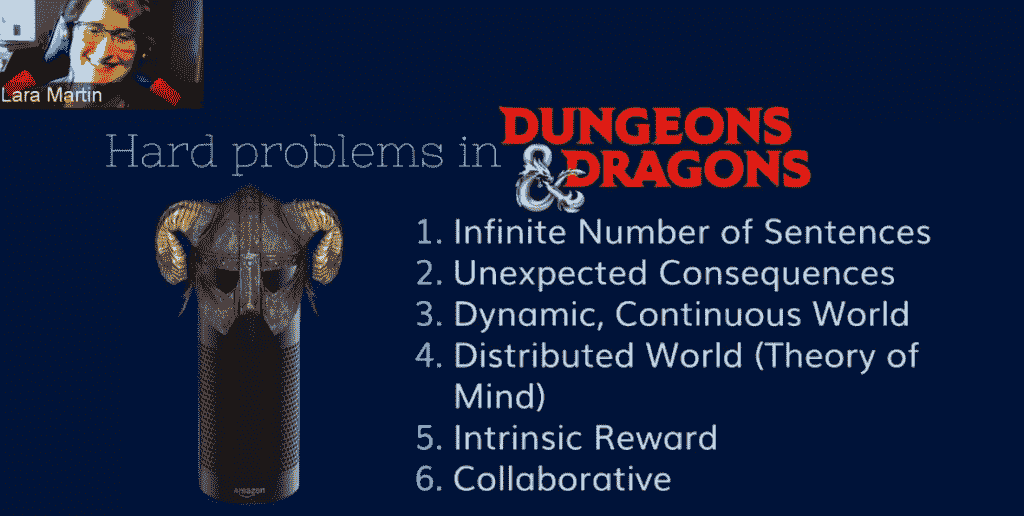 Lara Martin
Hard problems in DUNGEONS & DRAGONS
1. Infinite Number of Sentences
2. Unexpected Consequences
3. Dynamic, Continuous World
4. Distributed World (Theory of
Mind)
5. Intrinsic Reward
6. Collaborative
amazon